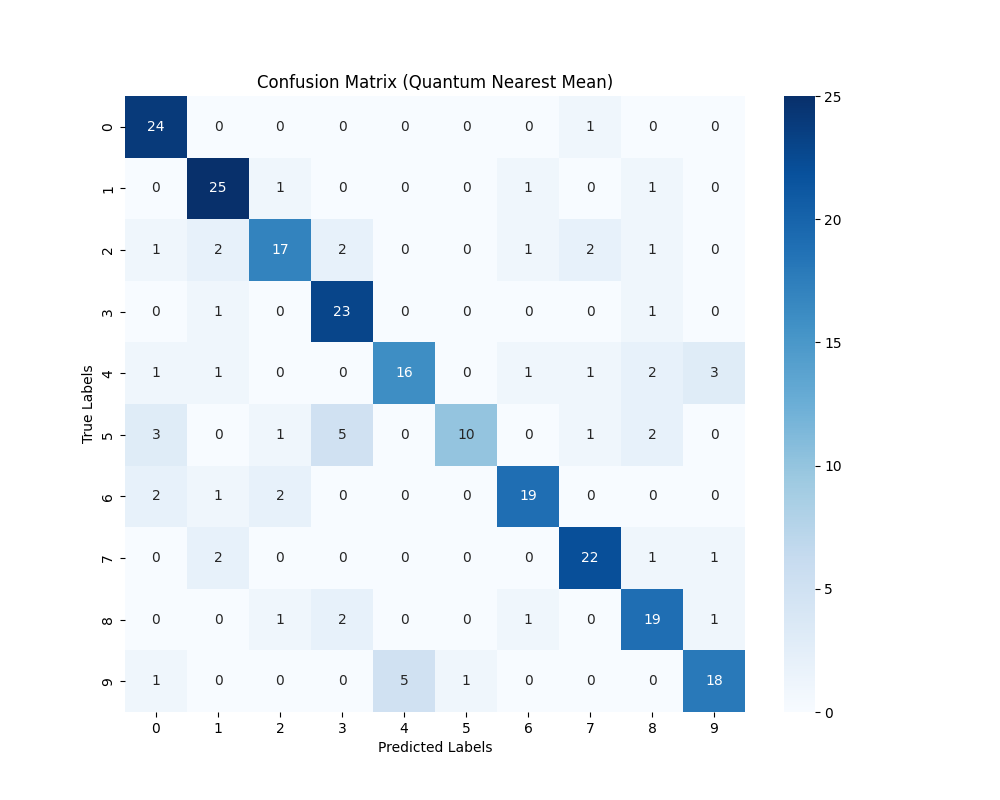 Confusion Matrix (Quantum Nearest Mean)
True Labels
0 24 0 0 0 0 0 0 1 0 0
1 0 25 1 0 0 0 1 0 1 0
2 1 2 17 2 0 0 1 2 1 0
3 0 1 0 23 0 0 0 0 1 0
4 1 1 0 0 16 0 1 1 2 3
5 3 0 1 5 0 10 0 1 2 0
6 2 1 2 0 0 0 19 0 0 0
7 0 2 0 0 0 0 0 22 1 1
8 0 0 1 2 0 0 1 0 19 1
9 1 0 0 0 5 1 0 0 0 18
0 1 2 3 4 5 6 7 8 9
Predicted Labels
25
20
15
10
5
0